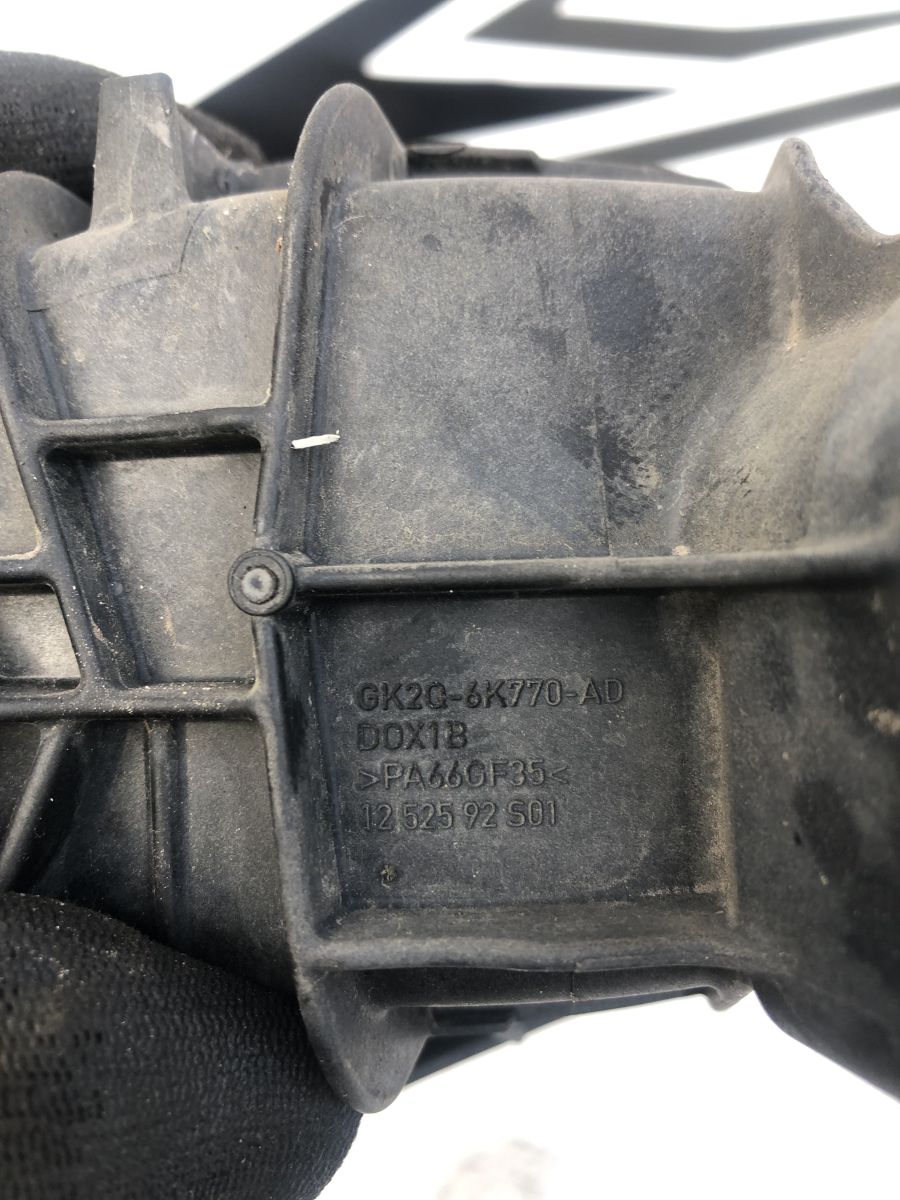 GK2Q-6K770-AD
DOX1B
>PA66GF35<
12 525 92 S01